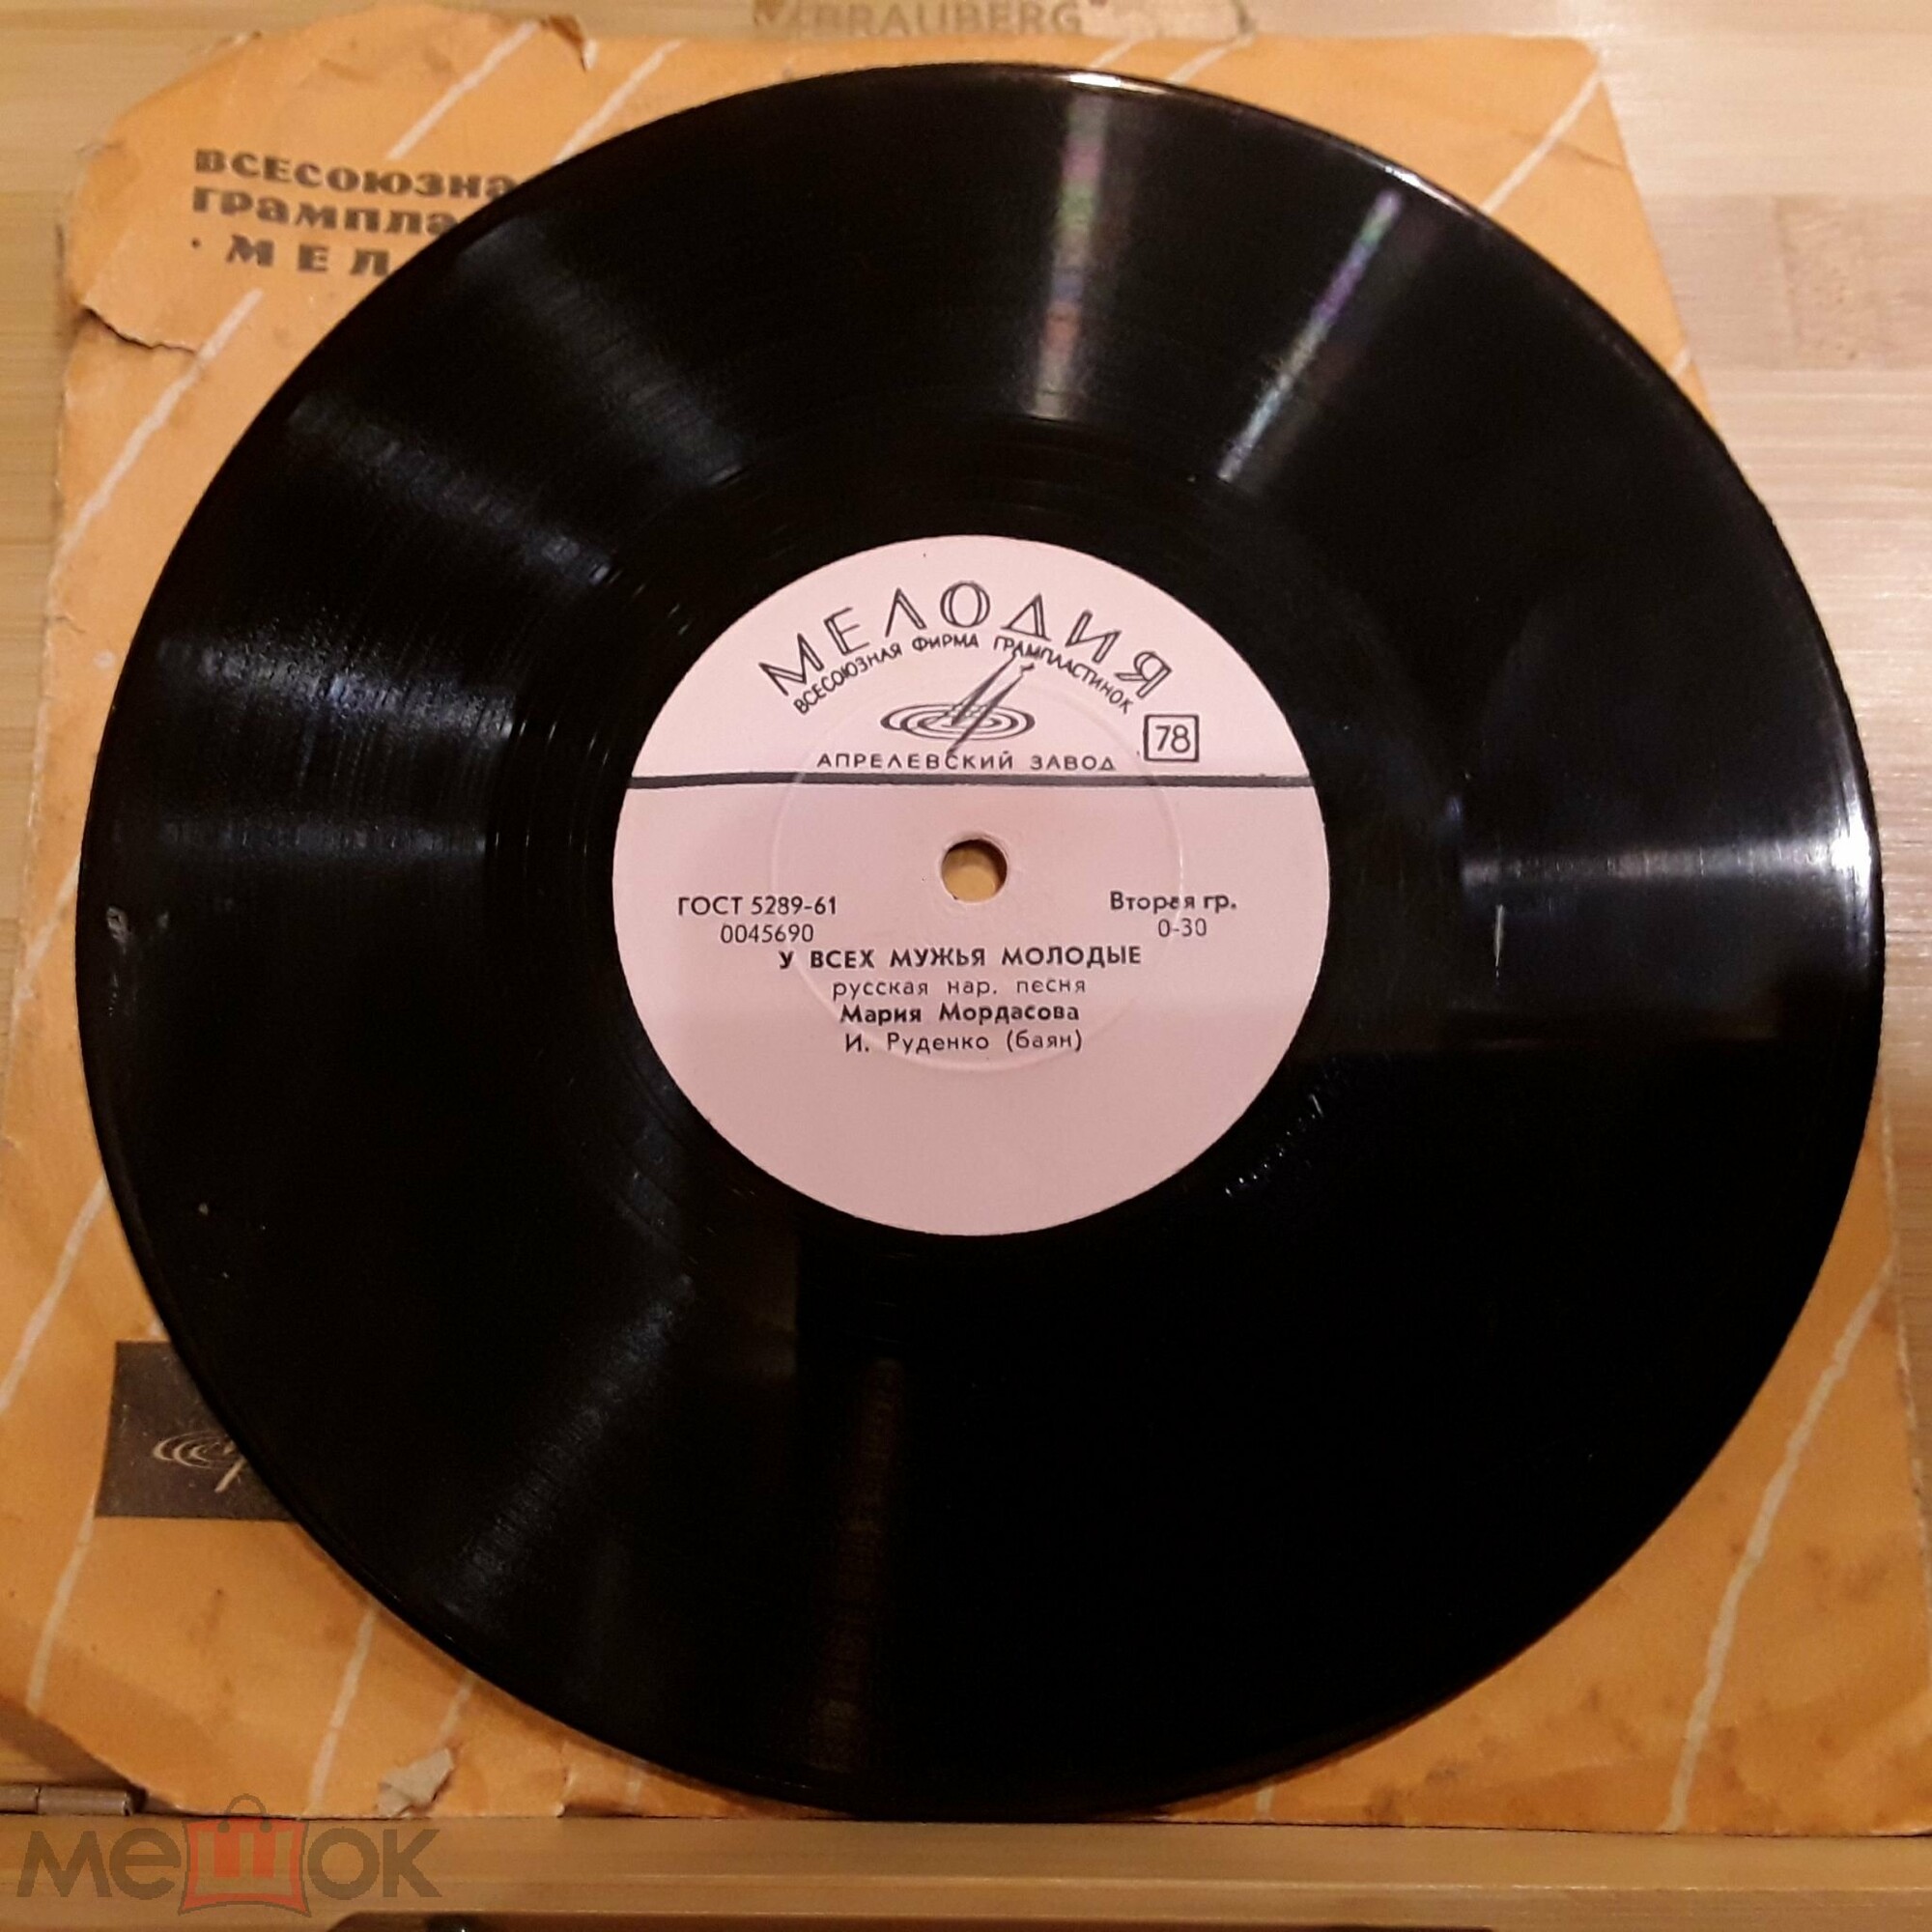 BRAUBERG
ВСЕСОЮЗНА
ГРАМПЛА
· МЕЛ
МЕЛОДИЯ
ВСЕСОЮЗНАЯ ФИРМА ГРАМПЛАСТИНОК
78
АПРЕЛЕВСКИЙ ЗАВОД
ГОСТ 5289-61
Вторая гр.
0045690
0-30
У ВСЕХ МУЖЬЯ МОЛОДЫЕ
русская нар. песня
Мария Мордасова
И. Руденко (баян)
мешок